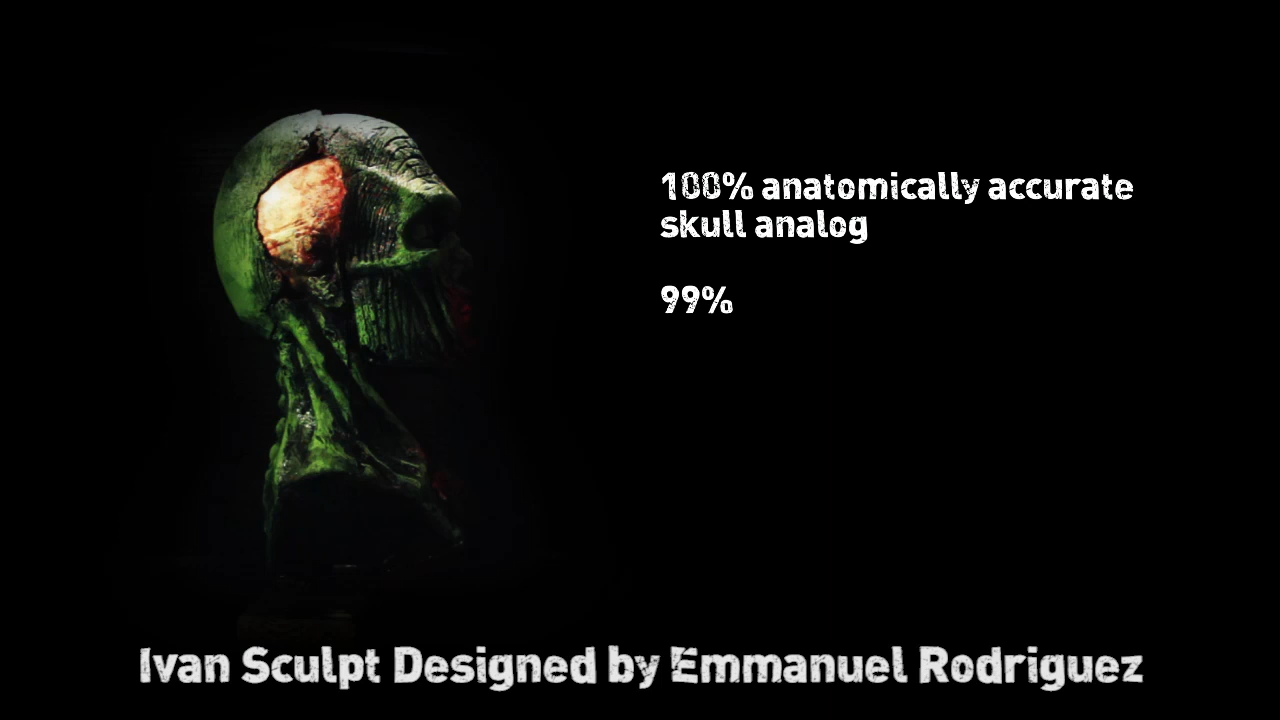 100% anatomically accurate
skull analog
99%
Ivan Sculpt Designed by Emmanuel Rodriguez